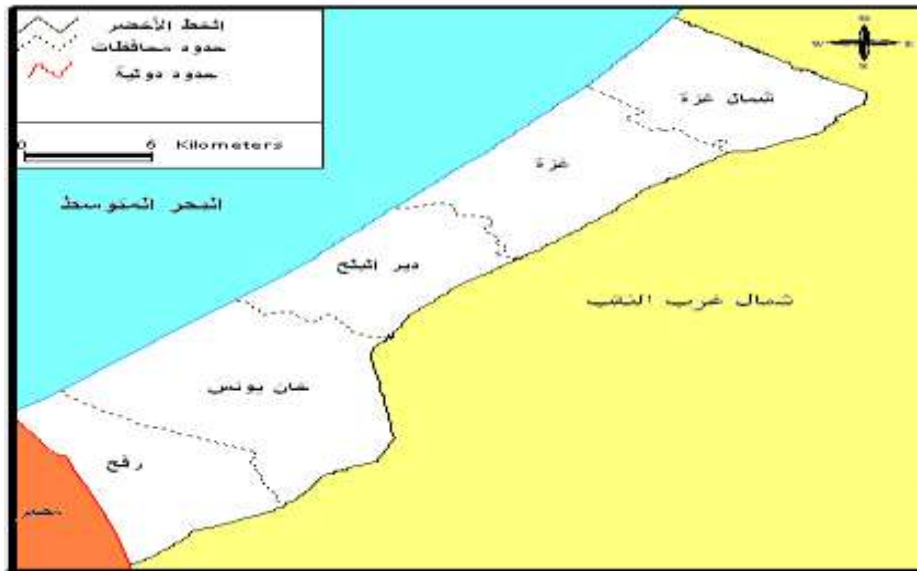 الخط الأخضر
حدود محافظات
حدود دولية
0 6 Kilometers
N
W E
S
شمال غزة
غزة
البحر المتوسط
دير البلح
شمال غرب النقب
خان يونس
رفح
مصر